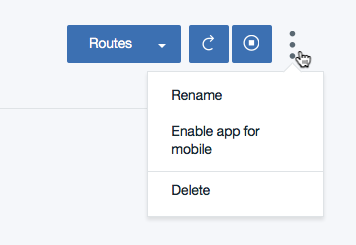 Routes
Rename
Enable app for
mobile
Delete